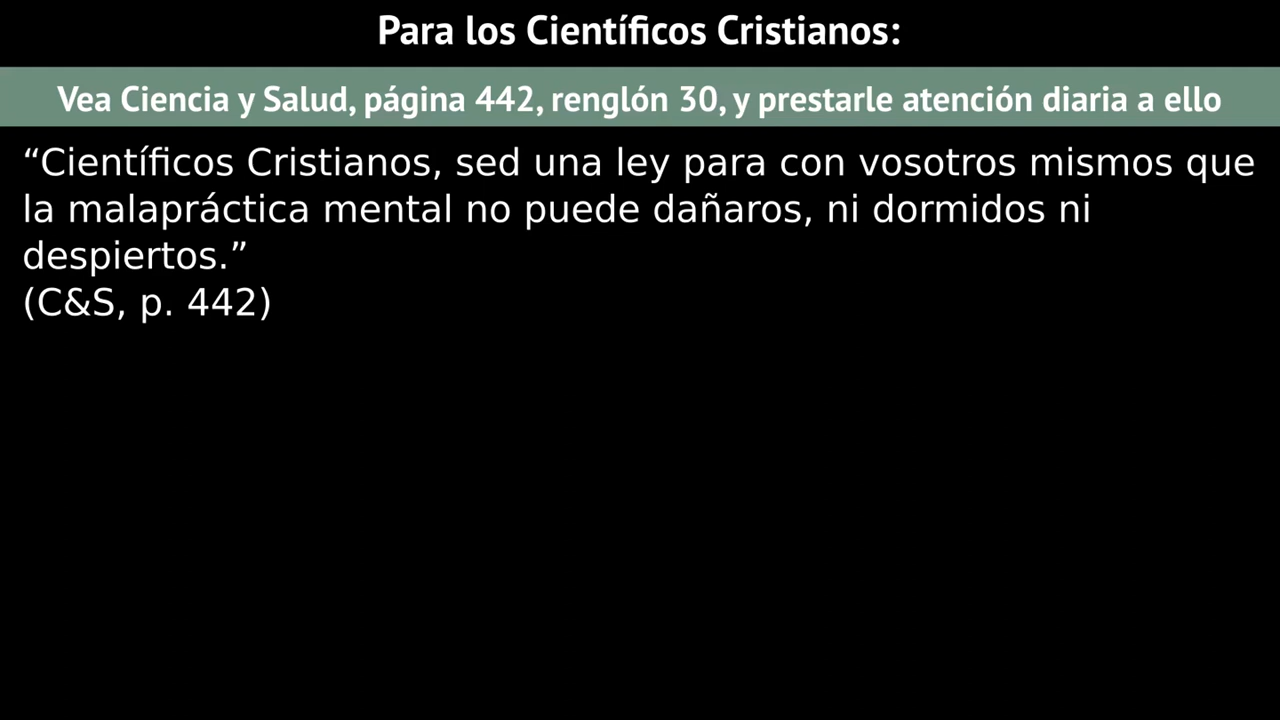 Para los Científicos Cristianos:
Vea Ciencia y Salud, página 442, renglón 30, y prestarle atención diaria a ello
“Científicos Cristianos, sed una ley para con vosotros mismos que
la malapráctica mental no puede dañaros, ni dormidos ni
despiertos.”
(C&S, p. 442)